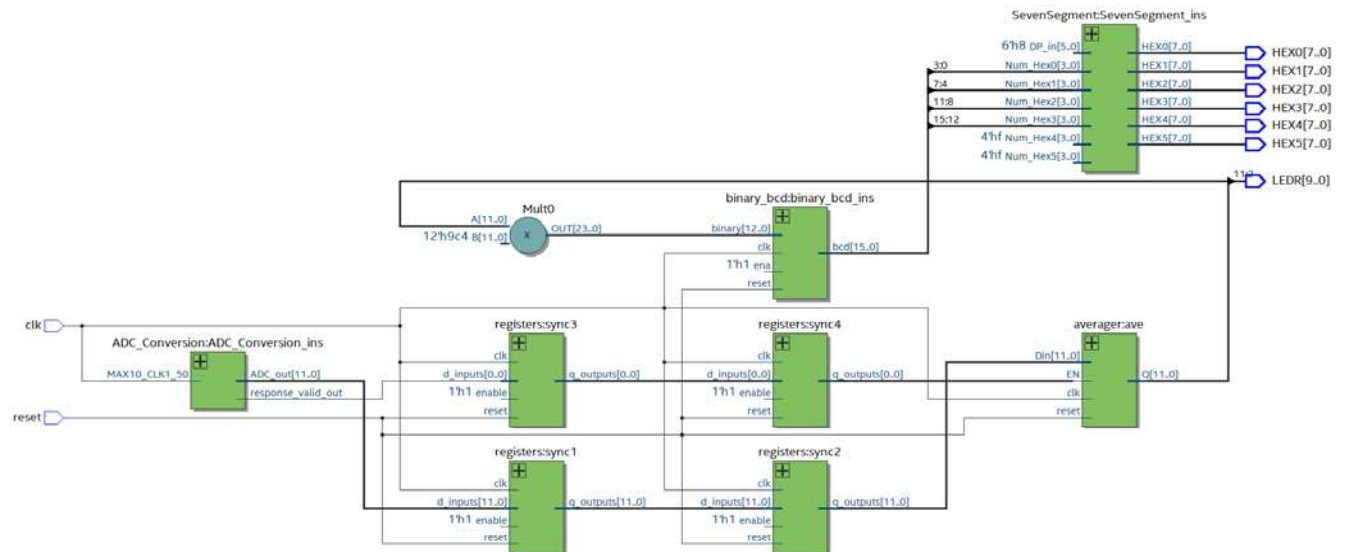 SevenSegment:SevenSegment_ins
6'h8 DP_in[5..0] HEX0[7..0] HEX0[7..0]
3:0 Num_Hex0[3..0] HEX1[7..0] HEX1[7..0]
7:4 Num_Hex1[3..0] HEX2[7..0] HEX2[7..0]
11:8 Num_Hex2[3..0] HEX3[7..0] HEX3[7..0]
15:12 Num_Hex3[3..0] HEX4[7..0] HEX4[7..0]
4'hf Num_Hex4[3..0] HEX5[7..0] HEX5[7..0]
4'hf Num_Hex5[3..0]
LEDR[9..0]
binary_bcd:binary_bcd_ins
Mult0
A[11..0]
12'h9c4 B[11..0] x OUT[23..0] binary[12..0]
clk bcd[15..0]
1'h1 ena
reset
clk registers:sync3 registers:sync4 averager:ave
ADC_Conversion:ADC_Conversion_ins clk clk Din[11..0]
MAX10_CLK1_50 ADC_out[11..0] d_inputs[0..0] q_outputs[0..0] d_inputs[0..0] q_outputs[0..0] EN Q[11..0]
response_valid_out 1'h1 enable 1'h1 enable clk
reset reset reset reset
registers:sync1 registers:sync2
clk clk
d_inputs[11..0] q_outputs[11..0] d_inputs[11..0] q_outputs[11..0]
1'h1 enable 1'h1 enable
reset reset